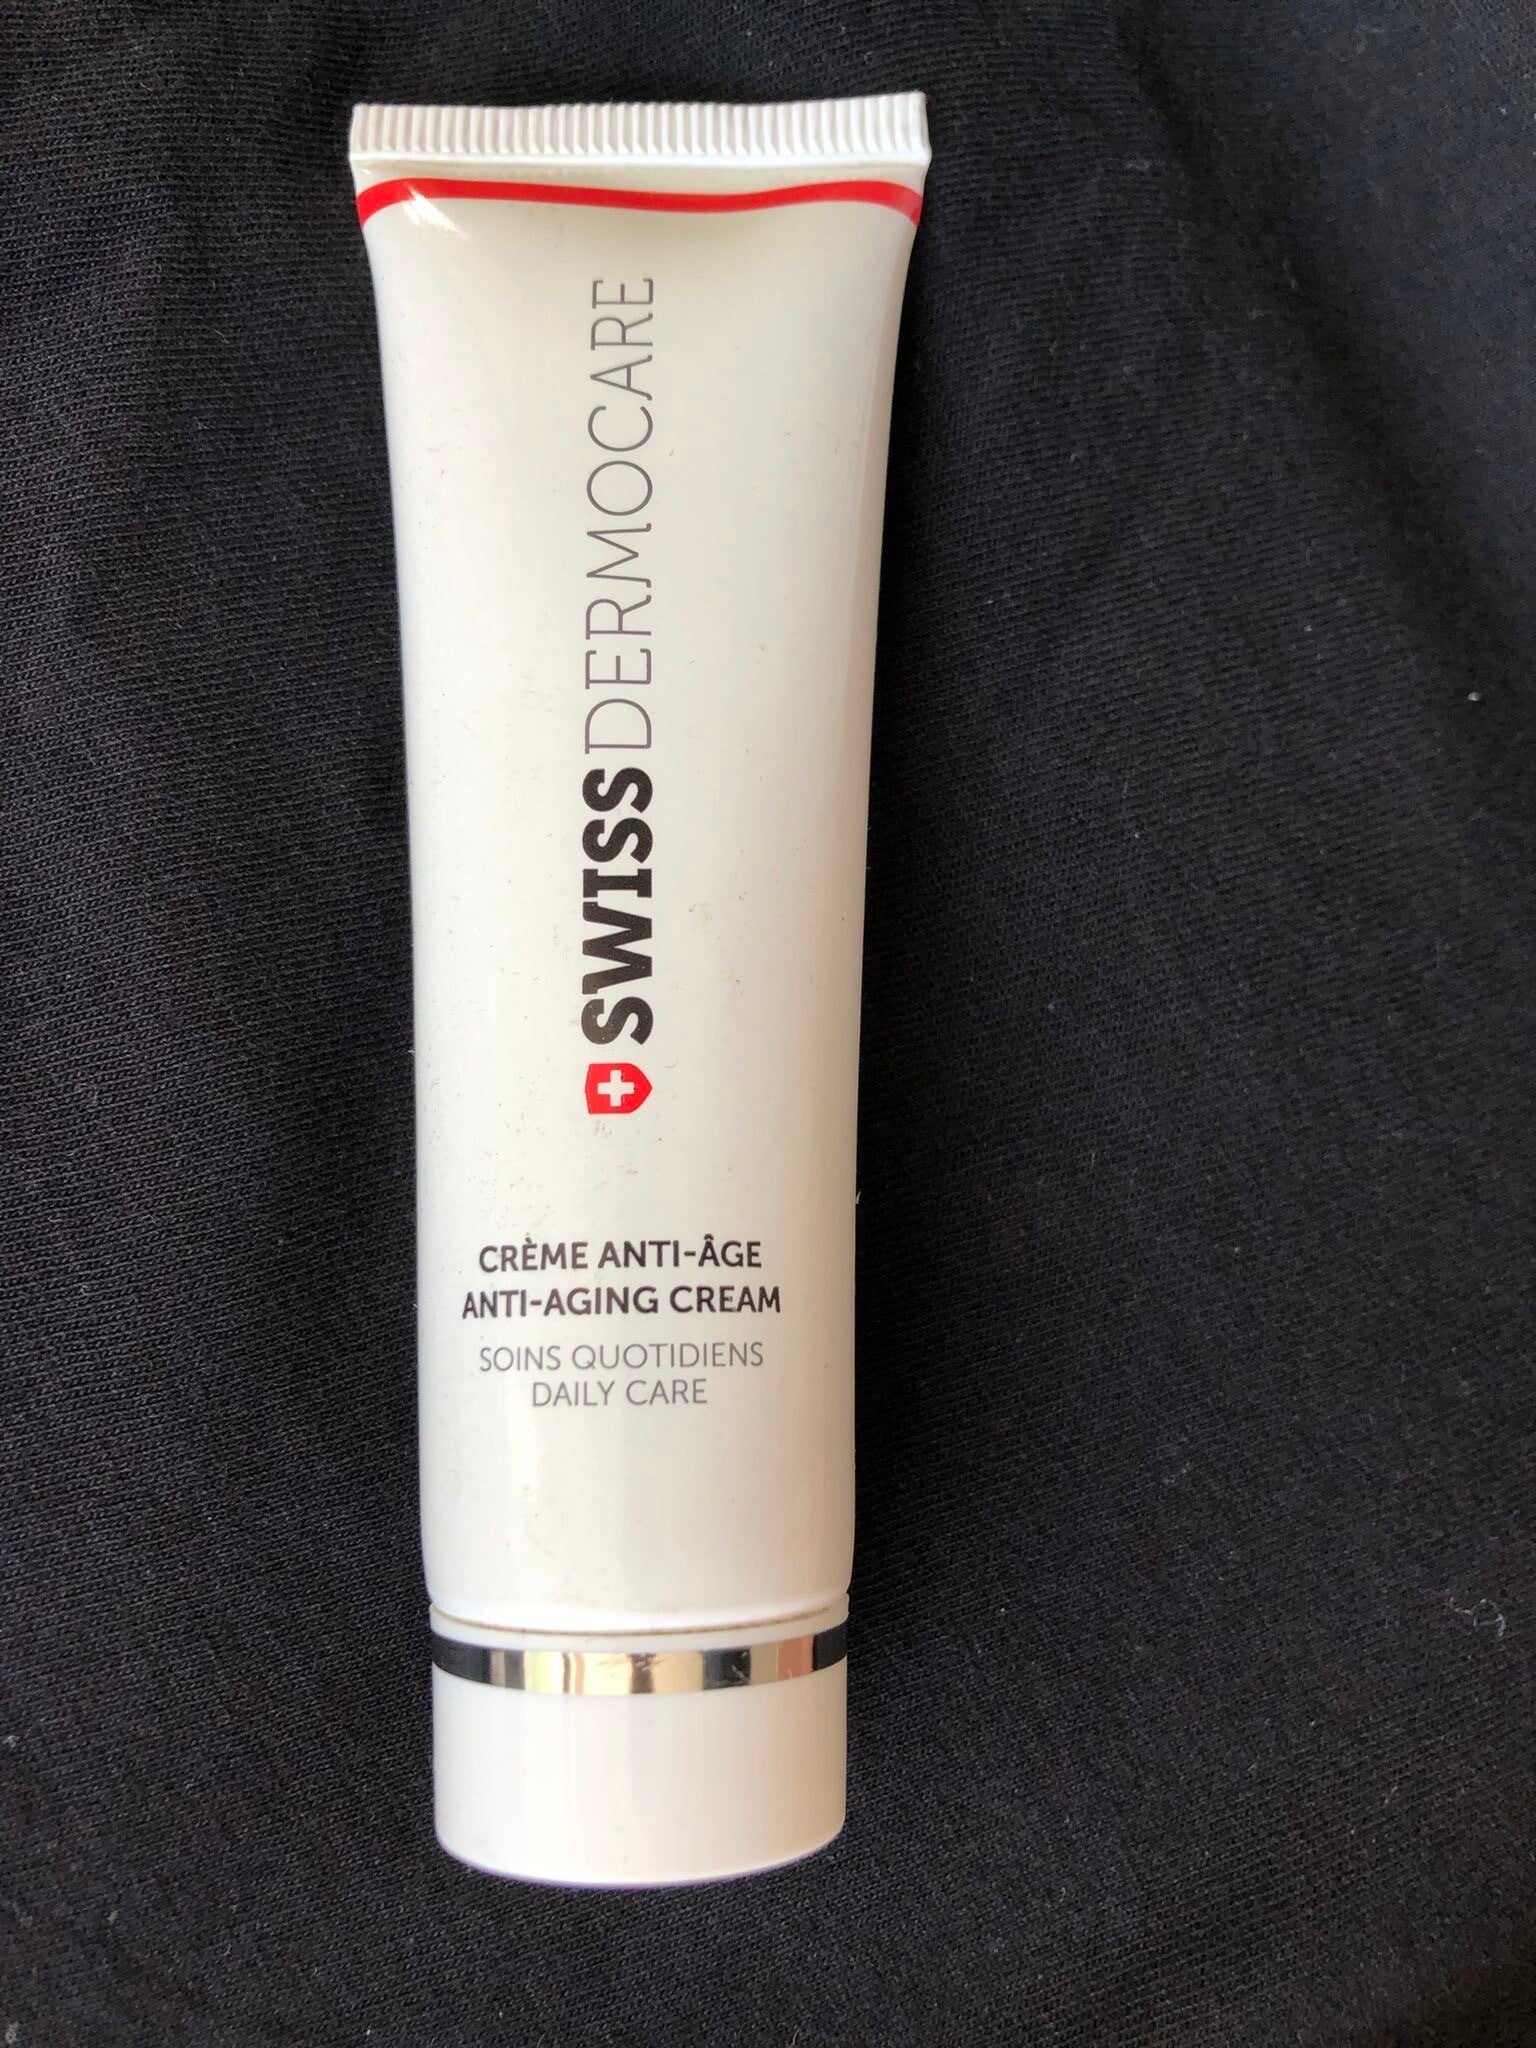 SWISSDERMOCARE
CRÈME ANTI-ÂGE
ANTI-AGING CREAM
SOINS QUOTIDIENS
DAILY CARE